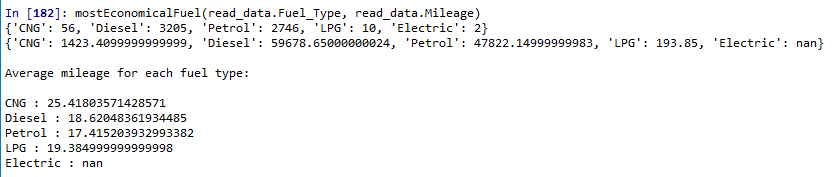 In [182]: mostEconomicalFuel(read_data.Fuel_Type, read_data.Mileage)
{'CNG': 56, 'Diesel': 3205, 'Petrol': 2746, 'LPG': 10, 'Electric': 2}
{'CNG': 1423.4099999999999, 'Diesel': 59678.65000000024, 'Petrol': 47822.14999999983, 'LPG': 193.85, 'Electric': nan}
Average mileage for each fuel type:
CNG : 25.41803571428571
Diesel : 18.62048361934485
Petrol : 17.415203932993382
LPG : 19.384999999999998
Electric : nan